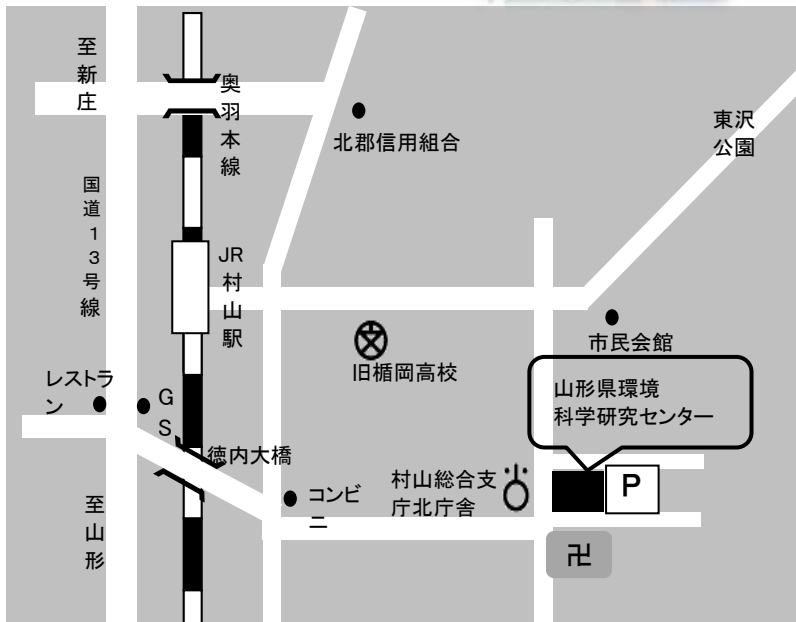 至新庄
奥羽本線
北郡信用組合
東沢
公園
国道13号線
JR村山駅
市民会館
旧楯岡高校
レストラ
ン
GS
山形県環境
科学研究センター
徳内大橋
村山総合支
庁北庁舎
コンビ
ニ
P
至山形
卍